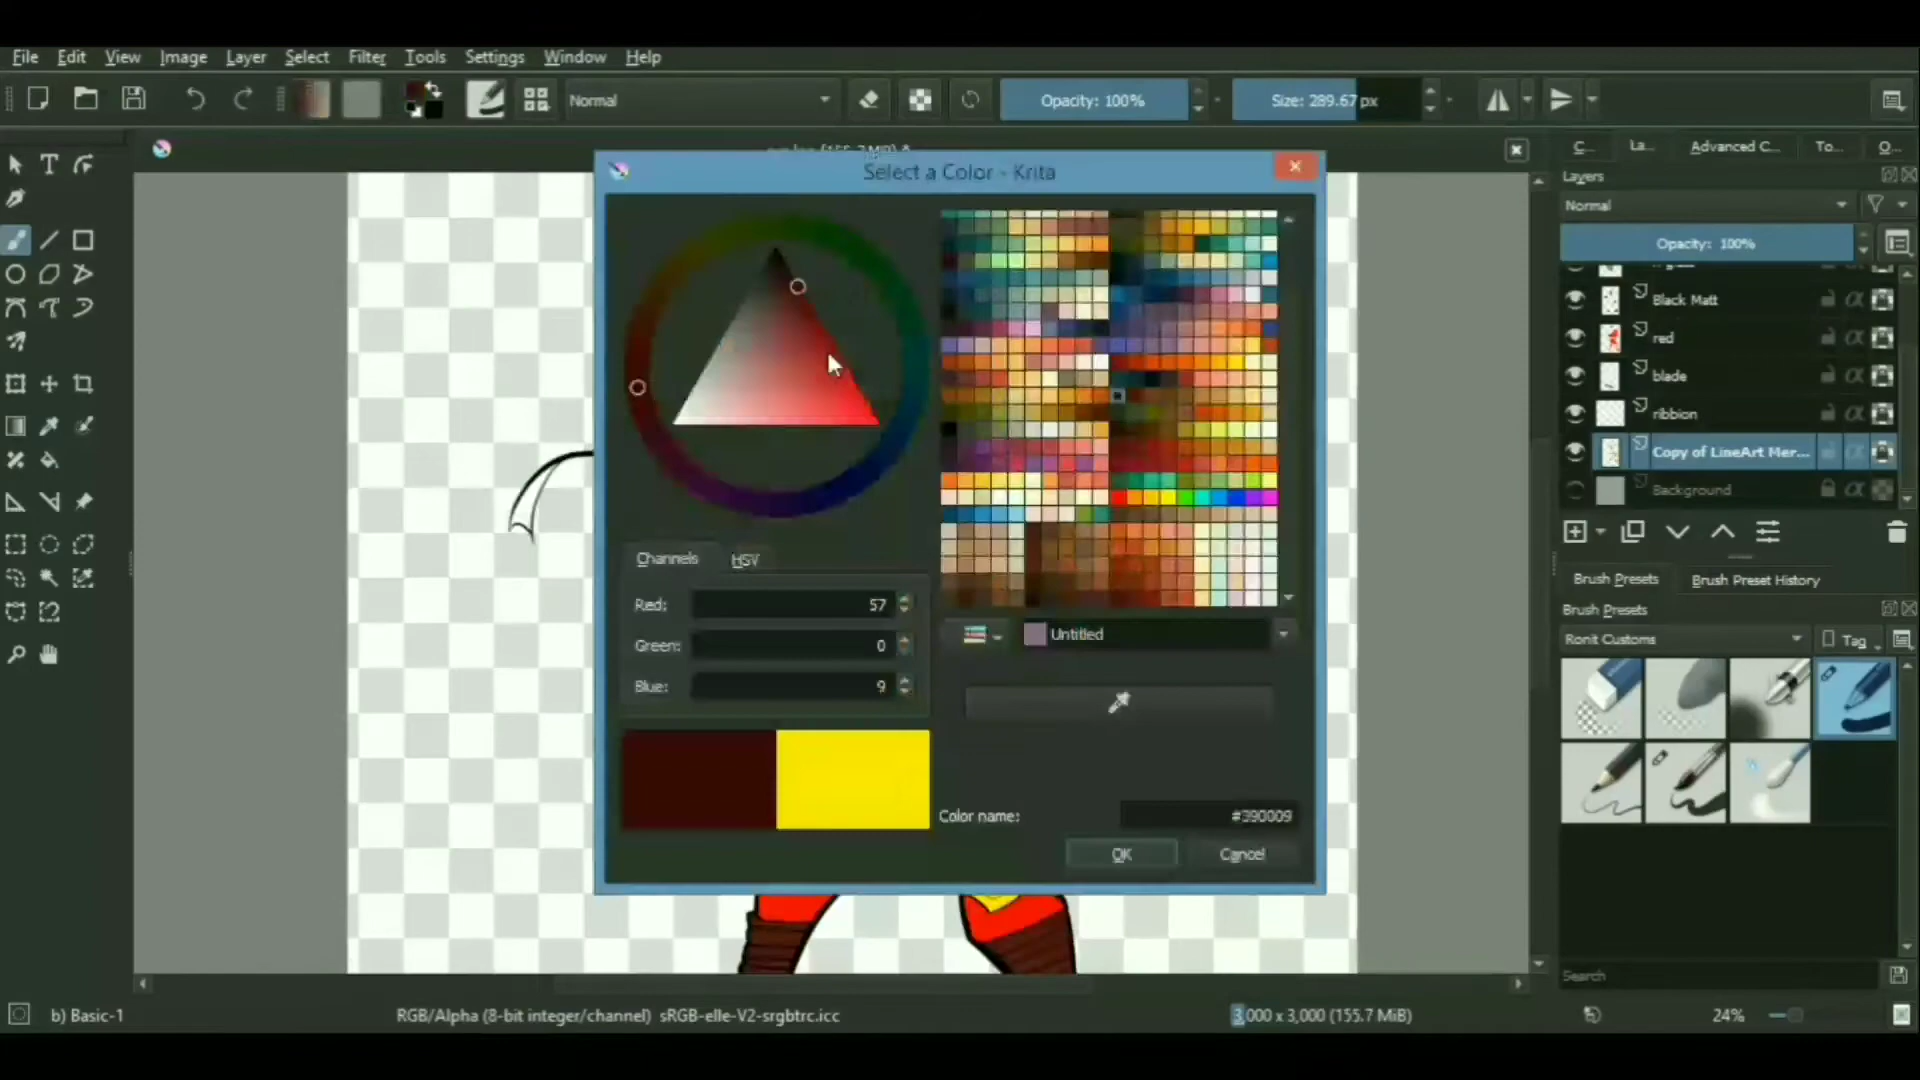 File Edit View Image Layer Select Filter Tools Settings Window Help
Normal
Opacity: 100%
Size: 289.67 px
C...
La...
Advanced C...
To...
O...
Select a Color - Krita
Layers
Normal
Opacity: 100%
Black Matt
red
blade
ribbion
Copy of LineArt Mer...
Background
Channels
HSV
Red: 57
Green: 0
Blue: 9
Untitled
Color name: #390009
OK
Cancel
Brush Presets
Brush Preset History
Brush Presets
Ronit Customs
Tag
Search
b) Basic-1
RGB/Alpha (8-bit integer/channel) sRGB-elle-V2-srgbtrc.icc
3,000 x 3,000 (155.7 MiB)
24%